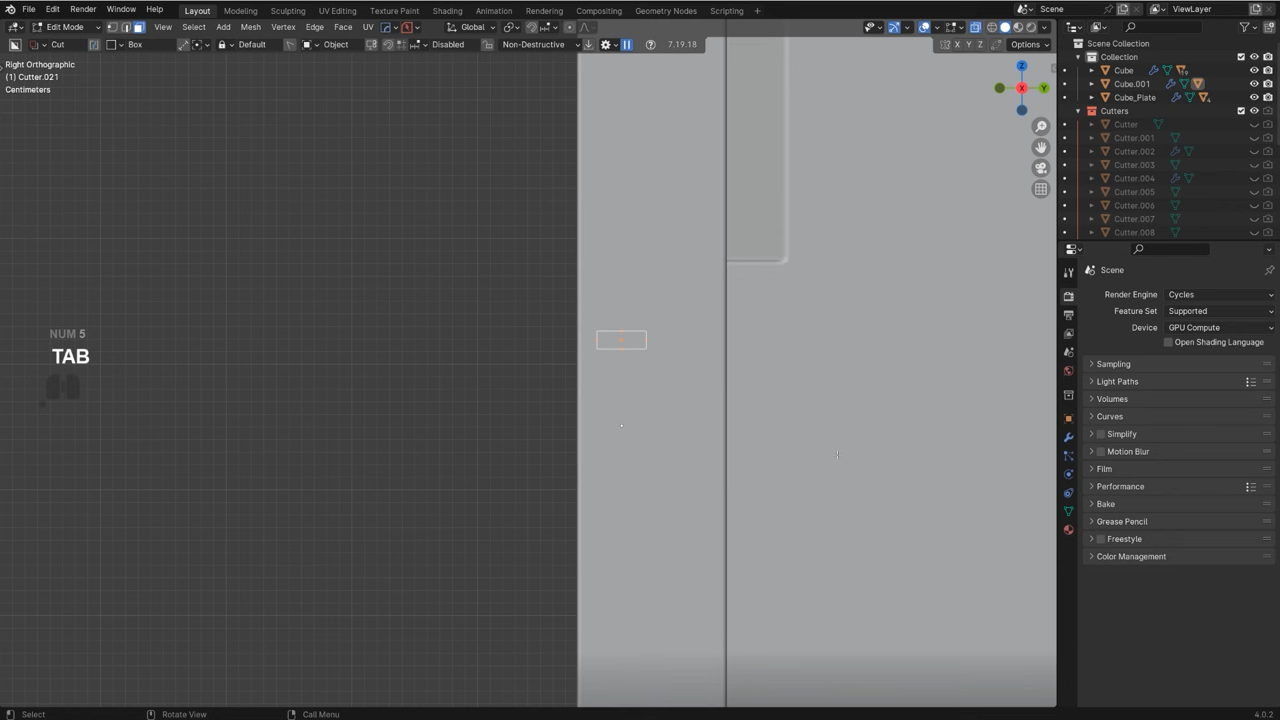 File Edit Render Window Help Layout Modeling Sculpting UV Editing Texture Paint Shading Animation Rendering Compositing Geometry Nodes Scripting + Scene ViewLayer
Edit Mode View Select Add Mesh Vertex Edge Face UV Global
Cut Box Default Object Disabled Non-Destructive 7.19.18 X Y Z Options
Right Orthographic
(1) Cutter.021
Centimeters
Z
X
Y
NUM 5
TAB
Scene Collection
Collection
Cube 19
Cube.001
Cube_Plate 4
Cutters
Cutter
Cutter.001
Cutter.002
Cutter.003
Cutter.004
Cutter.005
Cutter.006
Cutter.007
Cutter.008
Scene
Render Engine Cycles
Feature Set Supported
Device GPU Compute
Open Shading Language
Sampling
Light Paths
Volumes
Curves
Simplify
Motion Blur
Film
Performance
Bake
Grease Pencil
Freestyle
Color Management
Select Rotate View Call Menu 4.0.2